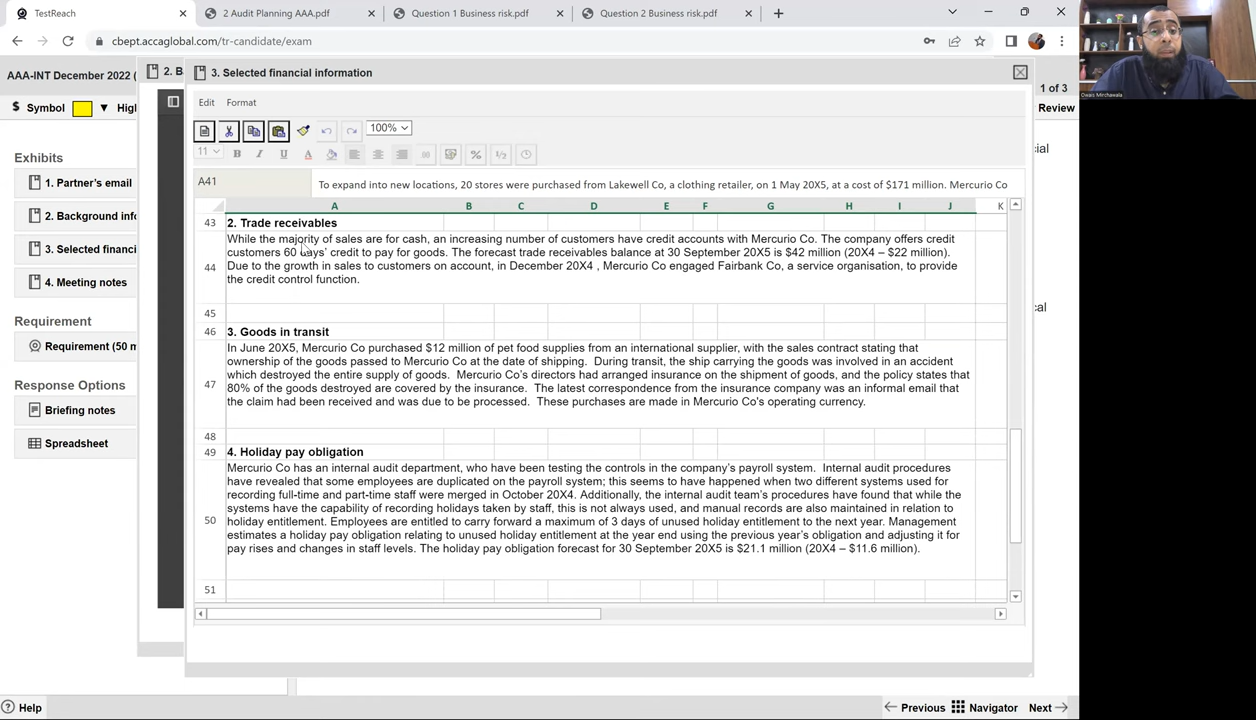 TestReach
2 Audit Planning AAA.pdf
Question 1 Business risk.pdf
Question 2 Business risk.pdf
cbept.accaglobal.com/tr-candidate/exam
AAA-INT December 2022 (
2. B
3. Selected financial information
1 of 3
Symbol
High
Edit
Format
Review
100%
11
A41
To expand into new locations, 20 stores were purchased from Lakewell Co, a clothing retailer, on 1 May 20X5, at a cost of $171 million. Mercurio Co
Exhibits
1. Partner's email
2. Background info
3. Selected financi
4. Meeting notes
Requirement
Requirement (50 m
Response Options
Briefing notes
Spreadsheet
A B C D E F G H I J K
43 2. Trade receivables
44 While the majority of sales are for cash, an increasing number of customers have credit accounts with Mercurio Co. The company offers credit
customers 60 days' credit to pay for goods. The forecast trade receivables balance at 30 September 20X5 is $42 million (20X4 – $22 million).
Due to the growth in sales to customers on account, in December 20X4 , Mercurio Co engaged Fairbank Co, a service organisation, to provide
the credit control function.
45
46 3. Goods in transit
47 In June 20X5, Mercurio Co purchased $12 million of pet food supplies from an international supplier, with the sales contract stating that
ownership of the goods passed to Mercurio Co at the date of shipping. During transit, the ship carrying the goods was involved in an accident
which destroyed the entire supply of goods. Mercurio Co's directors had arranged insurance on the shipment of goods, and the policy states that
80% of the goods destroyed are covered by the insurance. The latest correspondence from the insurance company was an informal email that
the claim had been received and was due to be processed. These purchases are made in Mercurio Co's operating currency.
48
49 4. Holiday pay obligation
50 Mercurio Co has an internal audit department, who have been testing the controls in the company's payroll system. Internal audit procedures
have revealed that some employees are duplicated on the payroll system; this seems to have happened when two different systems used for
recording full-time and part-time staff were merged in October 20X4. Additionally, the internal audit team's procedures have found that while the
systems have the capability of recording holidays taken by staff, this is not always used, and manual records are also maintained in relation to
holiday entitlement. Employees are entitled to carry forward a maximum of 3 days of unused holiday entitlement to the next year. Management
estimates a holiday pay obligation relating to unused holiday entitlement at the year end using the previous year's obligation and adjusting it for
pay rises and changes in staff levels. The holiday pay obligation forecast for 30 September 20X5 is $21.1 million (20X4 – $11.6 million).
51
cial
cal
Help
Previous
Navigator
Next